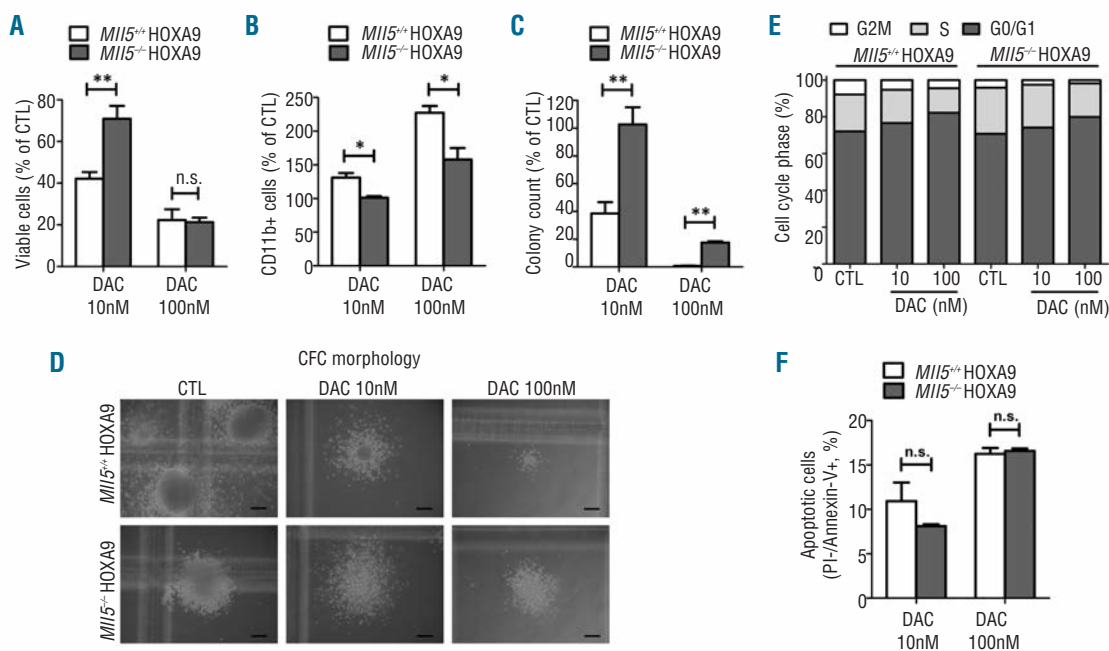 A
Mll5+/+ HOXA9
Mll5-/- HOXA9
Viable cells (% of CTL)
80
60
40
20
0
**
n.s.
DAC 10nM
DAC 100nM
B
Mll5+/+ HOXA9
Mll5-/- HOXA9
CD11b+ cells (% of CTL)
250
200
150
100
50
0
*
*
DAC 10nM
DAC 100nM
C
Mll5+/+ HOXA9
Mll5-/- HOXA9
Colony count (% of CTL)
120
100
80
60
40
20
0
**
**
DAC 10nM
DAC 100nM
E
G2M
S
G0/G1
Mll5+/+ HOXA9
Mll5-/- HOXA9
Cell cycle phase (%)
100
80
60
40
20
0
CTL
10
100
CTL
10
100
DAC (nM)
DAC (nM)
D
CFC morphology
CTL
DAC 10nM
DAC 100nM
Mll5+/+ HOXA9
Mll5-/- HOXA9
F
Mll5+/+ HOXA9
Mll5-/- HOXA9
Apoptotic cells
(PI-/Annexin-V+, %)
20
15
10
5
0
n.s.
n.s.
DAC 10nM
DAC 100nM